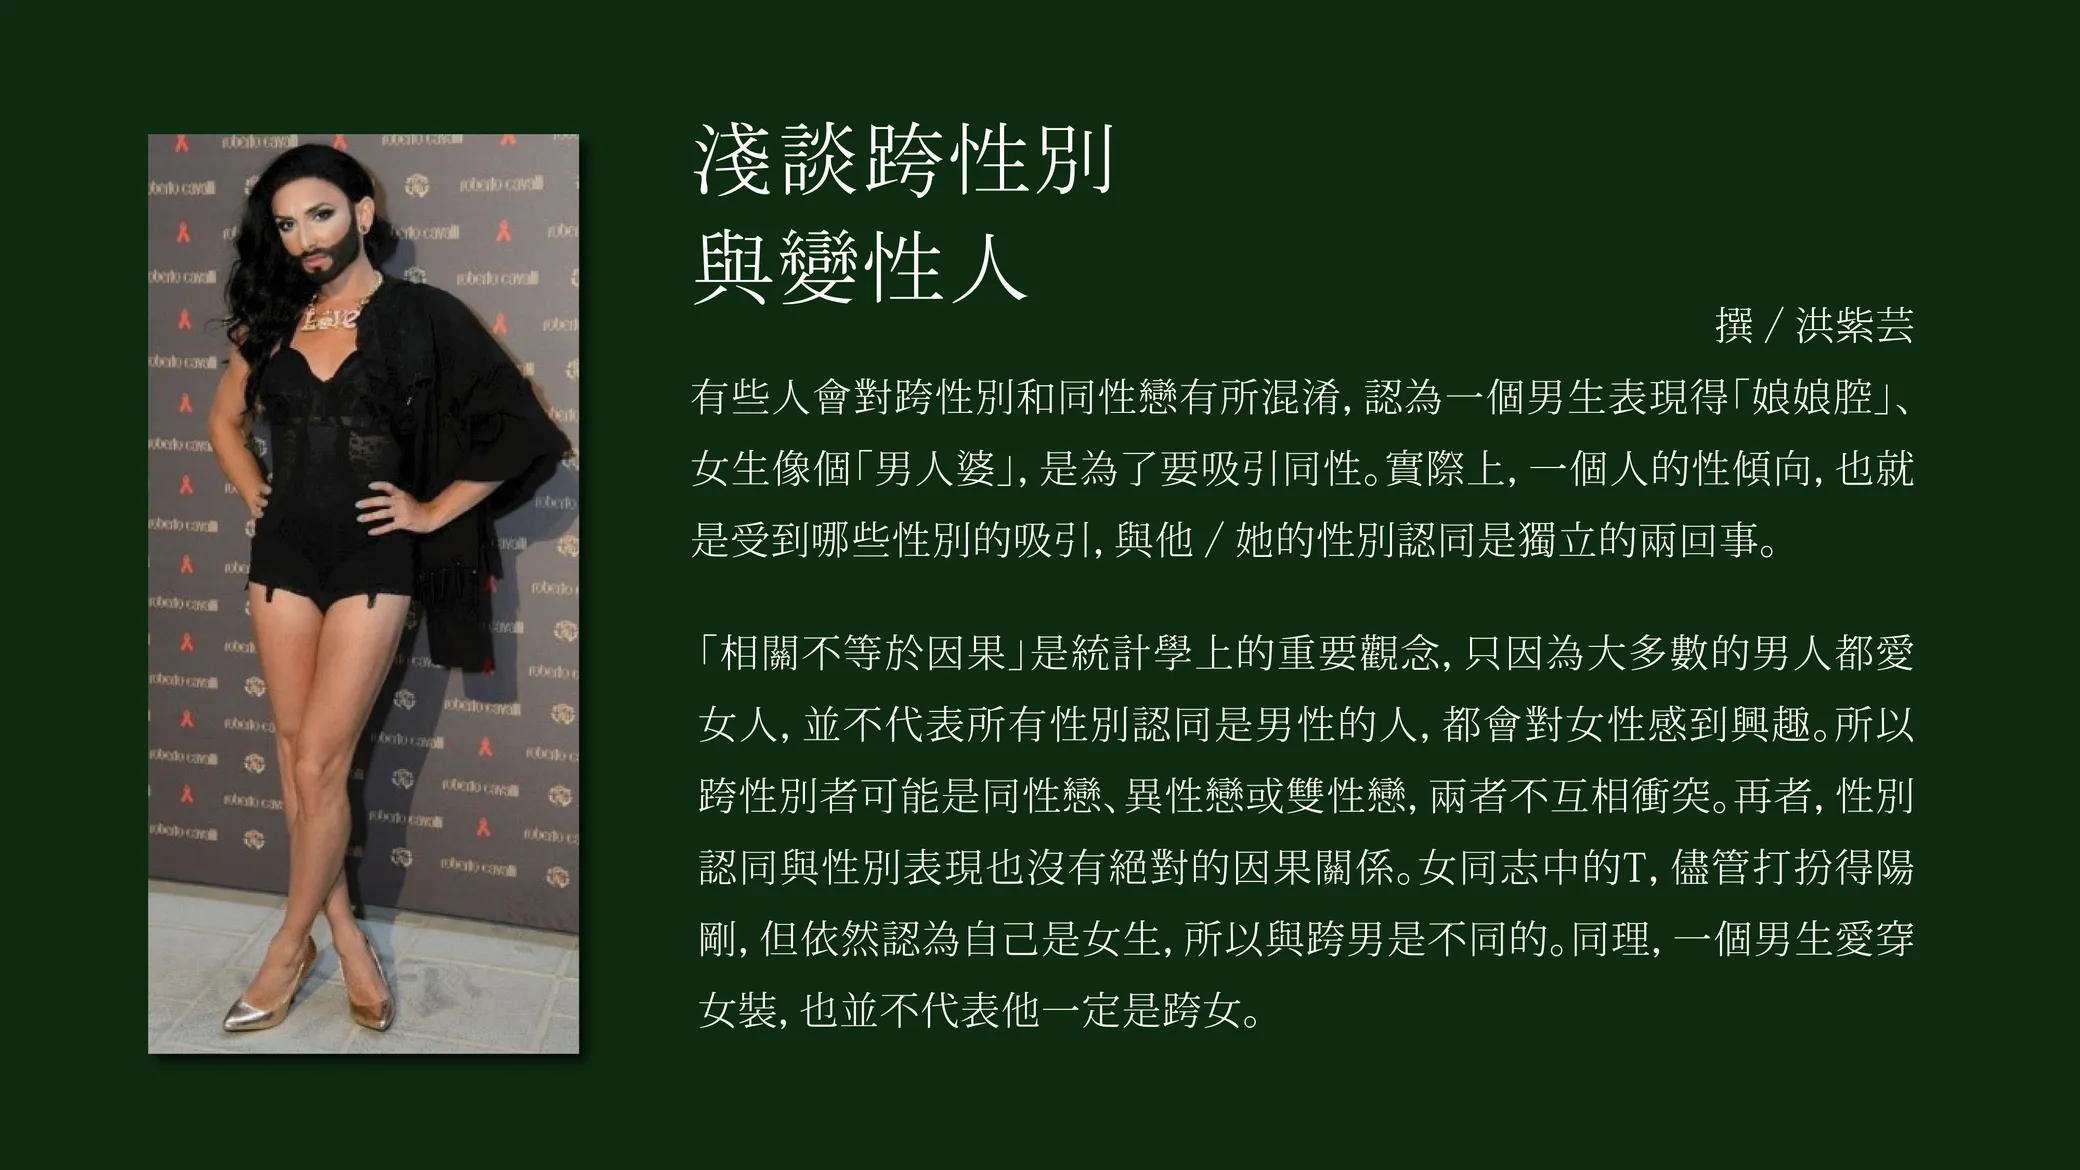 淺談跨性別
與變性人
撰／洪紫芸
有些人會對跨性別和同性戀有所混淆，認為一個男生表現得「娘娘腔」、
女生像個「男人婆」，是為了要吸引同性。實際上，一個人的性傾向，也就
是受到哪些性別的吸引，與他／她的性別認同是獨立的兩回事。
「相關不等於因果」是統計學上的重要觀念，只因為大多數的男人都愛
女人，並不代表所有性別認同是男性的人，都會對女性感到興趣。所以
跨性別者可能是同性戀、異性戀或雙性戀，兩者不互相衝突。再者，性別
認同與性別表現也沒有絕對的因果關係。女同志中的T，儘管打扮得陽
剛，但依然認為自己是女生，所以與跨男是不同的。同理，一個男生愛穿
女裝，也並不代表他一定是跨女。
roberto cavalli
Love